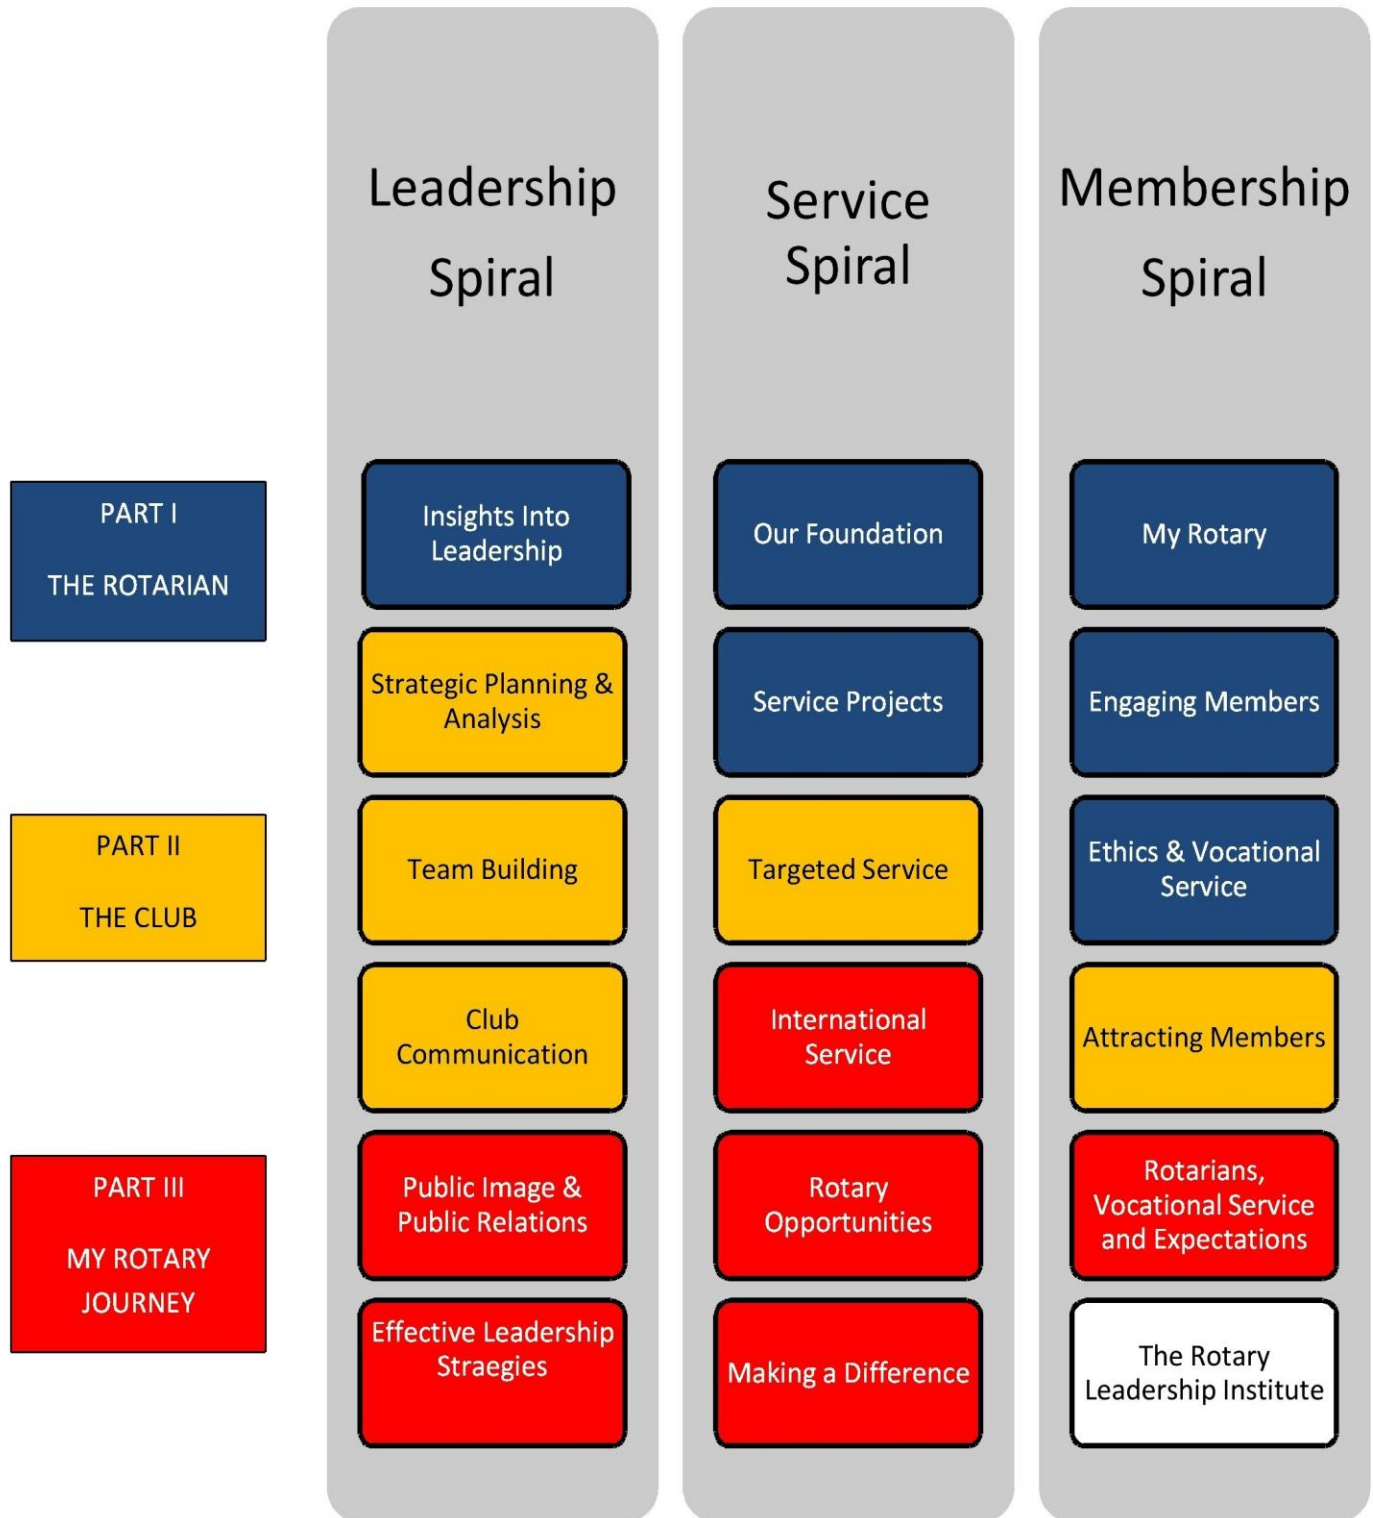 Leadership
Spiral
Service
Spiral
Membership
Spiral
PART I
THE ROTARIAN
Insights Into
Leadership
Our Foundation
My Rotary
Strategic Planning &
Analysis
Service Projects
Engaging Members
PART II
THE CLUB
Team Building
Targeted Service
Ethics & Vocational
Service
Club
Communication
International
Service
Attracting Members
PART III
MY ROTARY
JOURNEY
Public Image &
Public Relations
Rotary
Opportunities
Rotarians,
Vocational Service
and Expectations
Effective Leadership
Straegies
Making a Difference
The Rotary
Leadership Institute